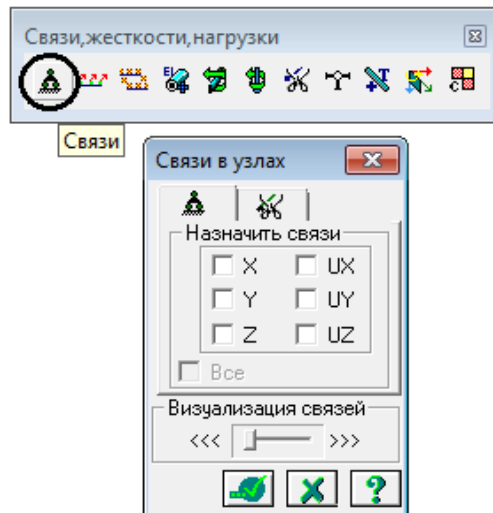 Связи,жесткости,нагрузки
Связи
Связи в узлах
Назначить связи
X UX
Y UY
Z UZ
Все
Визуализация связей
<<< >>>